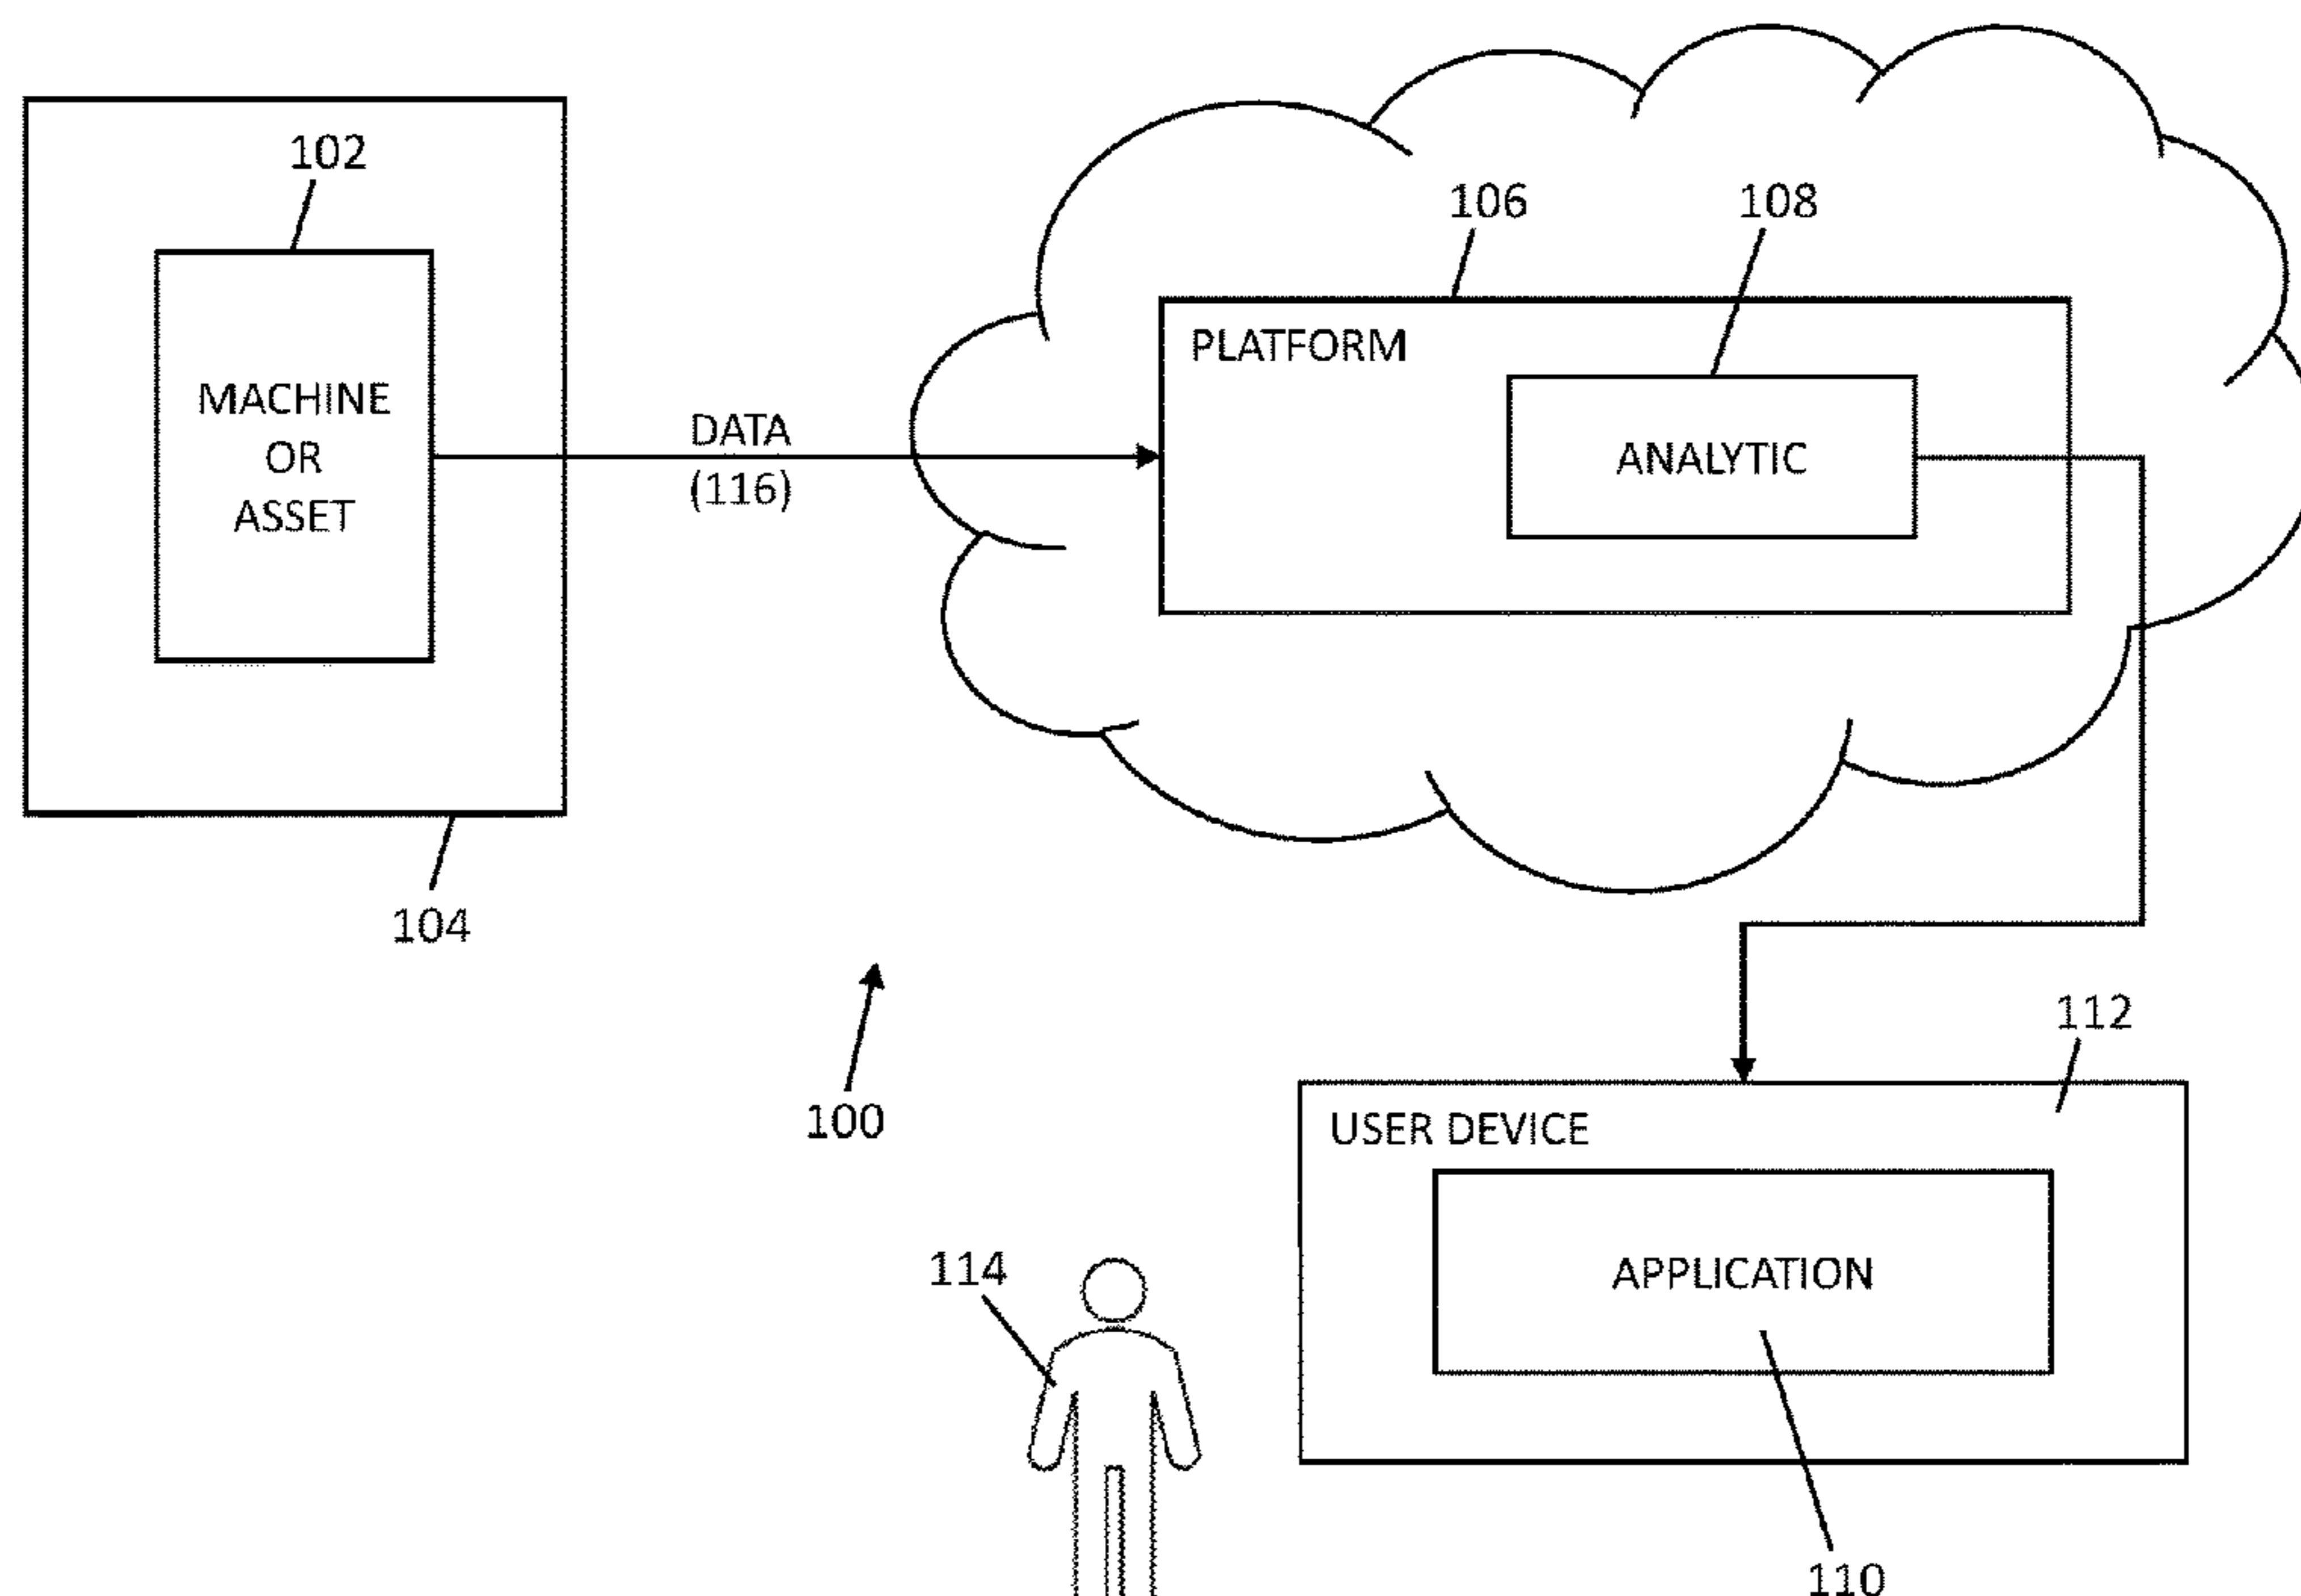 102
106
108
PLATFORM
MACHINE
OR
ASSET
DATA
(116)
ANALYTIC
104
112
100
USER DEVICE
114
APPLICATION
110